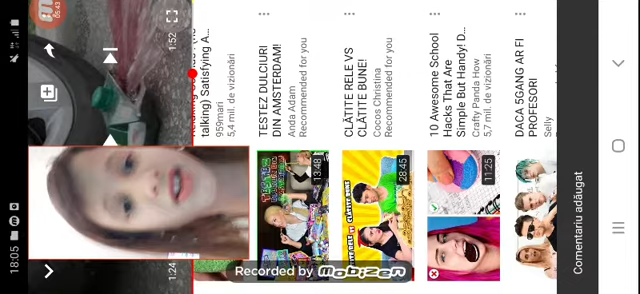 18:05
05:43
1:52
1:24
talking) Satisfying A...
959mari
5,4 mil. de vizionări
TESTEZ DULCIURI
DIN AMSTERDAM!
Anda Adam
Recommended for you
13:48
CLĂTITE RELE VS
CLĂTITE BUNE!
Cocos Christina
Recommended for you
28:45
10 Awesome School
Hacks That Are
Simple But Handy! D...
Crafty Panda How
5,7 mil. de vizionări
11:25
DACA 5GANG AR FI
PROFESORI
Selly
Comentariu adăugat
Recorded by mobizen